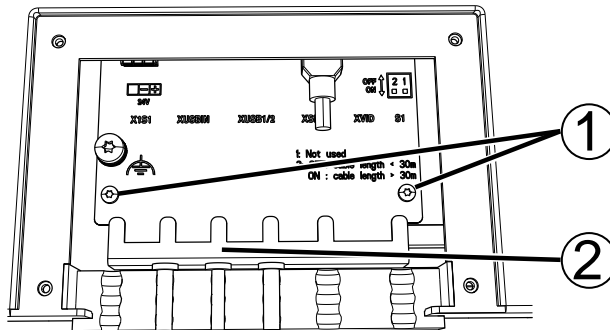 OFF 2 1
ON
24V
X1S1 XUSBIN XUSB1/2 XVID S1
1: Not used
cable length < 30m
ON : cable length > 30m
1
2